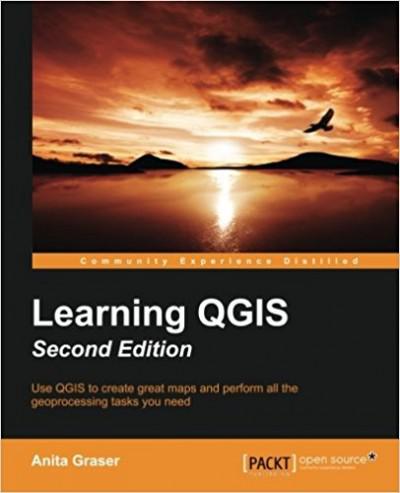 Community Experience Distilled
Learning QGIS
Second Edition
Use QGIS to create great maps and perform all the
geoprocessing tasks you need
Anita Graser
[PACKT] open source*
PUBLISHING